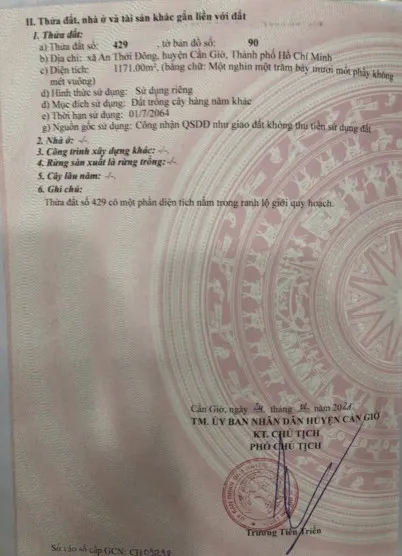 II. Thửa đất, nhà ở và tài sản khác gắn liền với đất
1. Thửa đất:
a) Thửa đất số: 429 , tờ bản đồ số: 90
b) Địa chỉ: xã An Thới Đông, huyện Cần Giờ, Thành phố Hồ Chí Minh
c) Diện tích: 1171.00m², (bằng chữ: Một nghìn một trăm bảy mươi mốt phẩy không
mét vuông)
d) Hình thức sử dụng: Sử dụng riêng
đ) Mục đích sử dụng: Đất trồng cây hàng năm khác
e) Thời hạn sử dụng: 01/7/2064
g) Nguồn gốc sử dụng: Công nhận QSDĐ như giao đất không thu tiền sử dụng đất
2. Nhà ở: -/-.
3. Công trình xây dựng khác: -/-.
4. Rừng sản xuất là rừng trồng: -/-.
5. Cây lâu năm: -/-.
6. Ghi chú:
Thửa đất số 429 có một phần diện tích nằm trong ranh lộ giới quy hoạch.
Cần Giờ, ngày tháng năm
TM. ỦY BAN NHÂN DÂN HUYỆN CẦN GIỜ
KT. CHỦ TỊCH
PHÓ CHỦ TỊCH
Trương Tiến Triển
Số vào sổ cấp GCN: